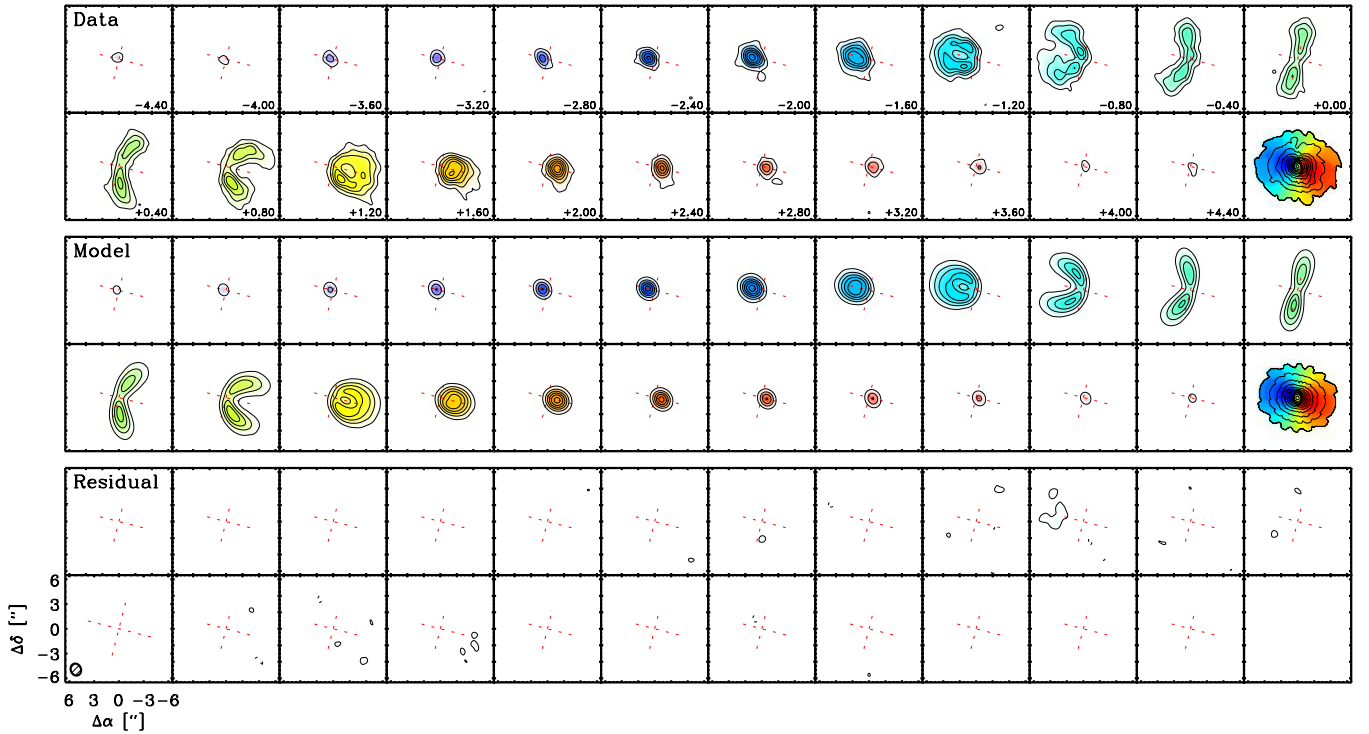 Data
−4.40 −4.00 −3.60 −3.20 −2.80 −2.40 −2.00 −1.60 −1.20 −0.80 −0.40 +0.00
+0.40 +0.80 +1.20 +1.60 +2.00 +2.40 +2.80 +3.20 +3.60 +4.00 +4.40
Model
Residual
6
3
0
−3
−6
Δδ ["]
6 3 0 −3 −6
Δα ["]